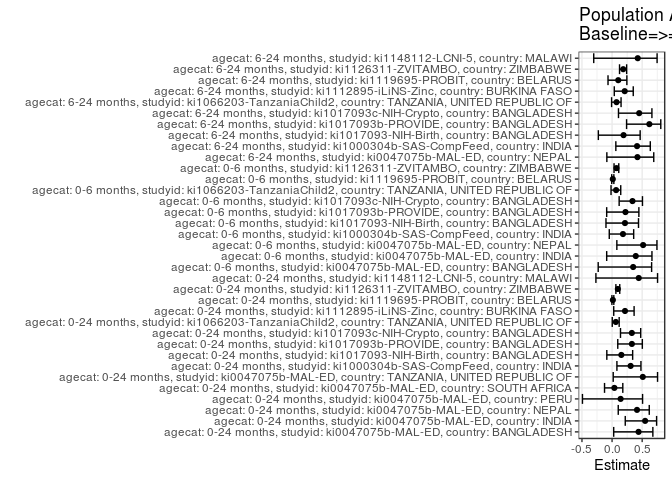 Population A
Baseline=>=
agecat: 6-24 months, studyid: ki1148112-LCNI-5, country: MALAWI
agecat: 6-24 months, studyid: ki1126311-ZVITAMBO, country: ZIMBABWE
agecat: 6-24 months, studyid: ki1119695-PROBIT, country: BELARUS
agecat: 6-24 months, studyid: ki1112895-iLiNS-Zinc, country: BURKINA FASO
agecat: 6-24 months, studyid: ki1066203-TanzaniaChild2, country: TANZANIA, UNITED REPUBLIC OF
agecat: 6-24 months, studyid: ki1017093c-NIH-Crypto, country: BANGLADESH
agecat: 6-24 months, studyid: ki1017093b-PROVIDE, country: BANGLADESH
agecat: 6-24 months, studyid: ki1017093-NIH-Birth, country: BANGLADESH
agecat: 6-24 months, studyid: ki1000304b-SAS-CompFeed, country: INDIA
agecat: 6-24 months, studyid: ki0047075b-MAL-ED, country: NEPAL
agecat: 0-6 months, studyid: ki1126311-ZVITAMBO, country: ZIMBABWE
agecat: 0-6 months, studyid: ki1119695-PROBIT, country: BELARUS
agecat: 0-6 months, studyid: ki1066203-TanzaniaChild2, country: TANZANIA, UNITED REPUBLIC OF
agecat: 0-6 months, studyid: ki1017093c-NIH-Crypto, country: BANGLADESH
agecat: 0-6 months, studyid: ki1017093b-PROVIDE, country: BANGLADESH
agecat: 0-6 months, studyid: ki1017093-NIH-Birth, country: BANGLADESH
agecat: 0-6 months, studyid: ki1000304b-SAS-CompFeed, country: INDIA
agecat: 0-6 months, studyid: ki0047075b-MAL-ED, country: NEPAL
agecat: 0-6 months, studyid: ki0047075b-MAL-ED, country: INDIA
agecat: 0-6 months, studyid: ki0047075b-MAL-ED, country: BANGLADESH
agecat: 0-24 months, studyid: ki1148112-LCNI-5, country: MALAWI
agecat: 0-24 months, studyid: ki1126311-ZVITAMBO, country: ZIMBABWE
agecat: 0-24 months, studyid: ki1119695-PROBIT, country: BELARUS
agecat: 0-24 months, studyid: ki1112895-iLiNS-Zinc, country: BURKINA FASO
agecat: 0-24 months, studyid: ki1066203-TanzaniaChild2, country: TANZANIA, UNITED REPUBLIC OF
agecat: 0-24 months, studyid: ki1017093c-NIH-Crypto, country: BANGLADESH
agecat: 0-24 months, studyid: ki1017093b-PROVIDE, country: BANGLADESH
agecat: 0-24 months, studyid: ki1017093-NIH-Birth, country: BANGLADESH
agecat: 0-24 months, studyid: ki1000304b-SAS-CompFeed, country: INDIA
agecat: 0-24 months, studyid: ki0047075b-MAL-ED, country: TANZANIA, UNITED REPUBLIC OF
agecat: 0-24 months, studyid: ki0047075b-MAL-ED, country: SOUTH AFRICA
agecat: 0-24 months, studyid: ki0047075b-MAL-ED, country: PERU
agecat: 0-24 months, studyid: ki0047075b-MAL-ED, country: NEPAL
agecat: 0-24 months, studyid: ki0047075b-MAL-ED, country: INDIA
agecat: 0-24 months, studyid: ki0047075b-MAL-ED, country: BANGLADESH
-0.5 0.0 0.5
Estimate